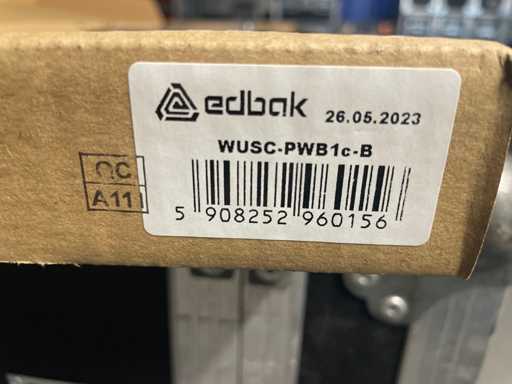 edbak
26.05.2023
WUSC-PWB1c-B
QC
A11
5 908252 960156